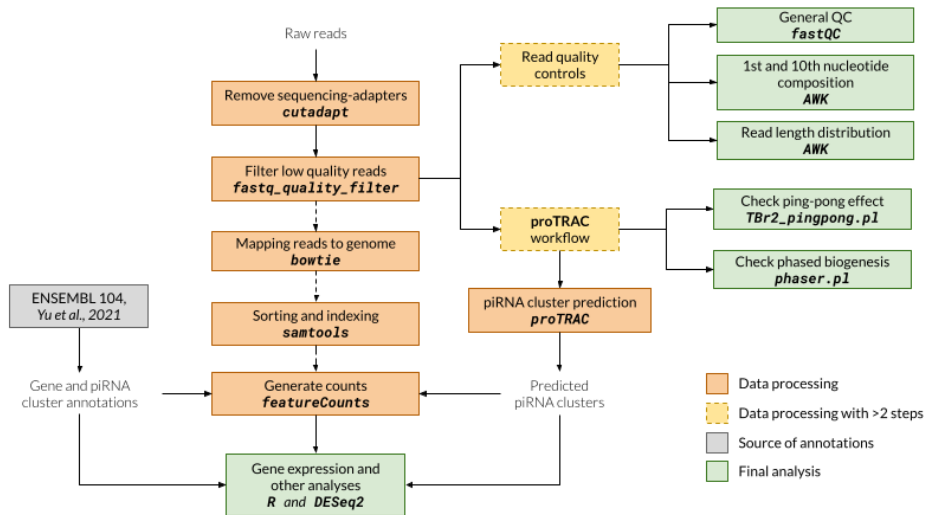 Raw reads
Remove sequencing-adapters
cutadapt
Filter low quality reads
fastq_quality_filter
Mapping reads to genome
bowtie
Sorting and indexing
samtools
Generate counts
featureCounts
Gene expression and
other analyses
R and DESeq2
ENSEMBL 104,
Yu et al., 2021
Gene and piRNA
cluster annotations
Read quality
controls
proTRAC
workflow
piRNA cluster prediction
proTRAC
Predicted
piRNA clusters
General QC
fastQC
1st and 10th nucleotide
composition
AWK
Read length distribution
AWK
Check ping-pong effect
TBr2_pingpong.pl
Check phased biogenesis
phaser.pl
Data processing
Data processing with >2 steps
Source of annotations
Final analysis